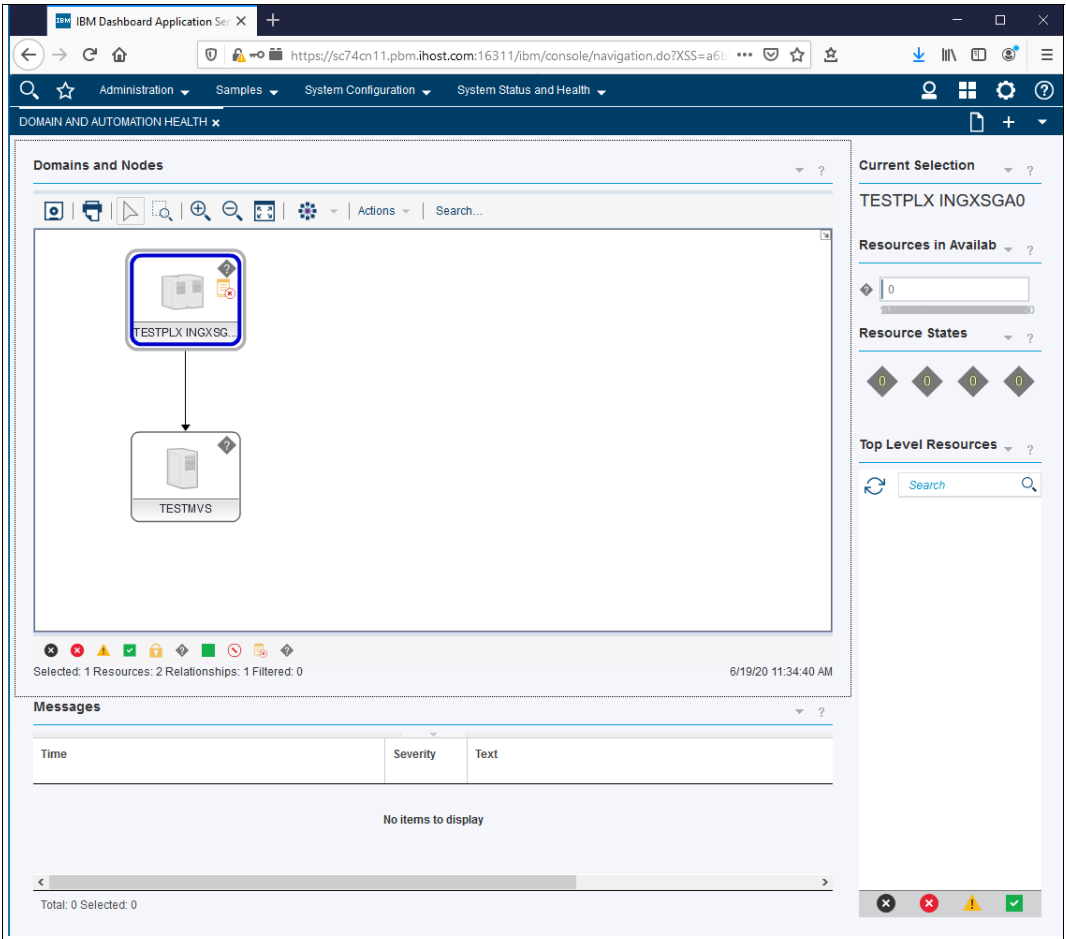 IBM IBM Dashboard Application Ser
https://sc74cn11.pbm.ihost.com:16311/ibm/console/navigation.do?XSS=a6b
Administration Samples System Configuration System Status and Health
DOMAIN AND AUTOMATION HEALTH
Domains and Nodes
?
Actions Search...
TESTPLX INGXSG...
TESTMVS
Selected: 1 Resources: 2 Relationships: 1 Filtered: 0 6/19/20 11:34:40 AM
Messages
?
Time Severity Text
No items to display
Total: 0 Selected: 0
Current Selection ?
TESTPLX INGXSGA0
Resources in Availab ?
0
Resource States ?
0 0 0 0
Top Level Resources ?
Search